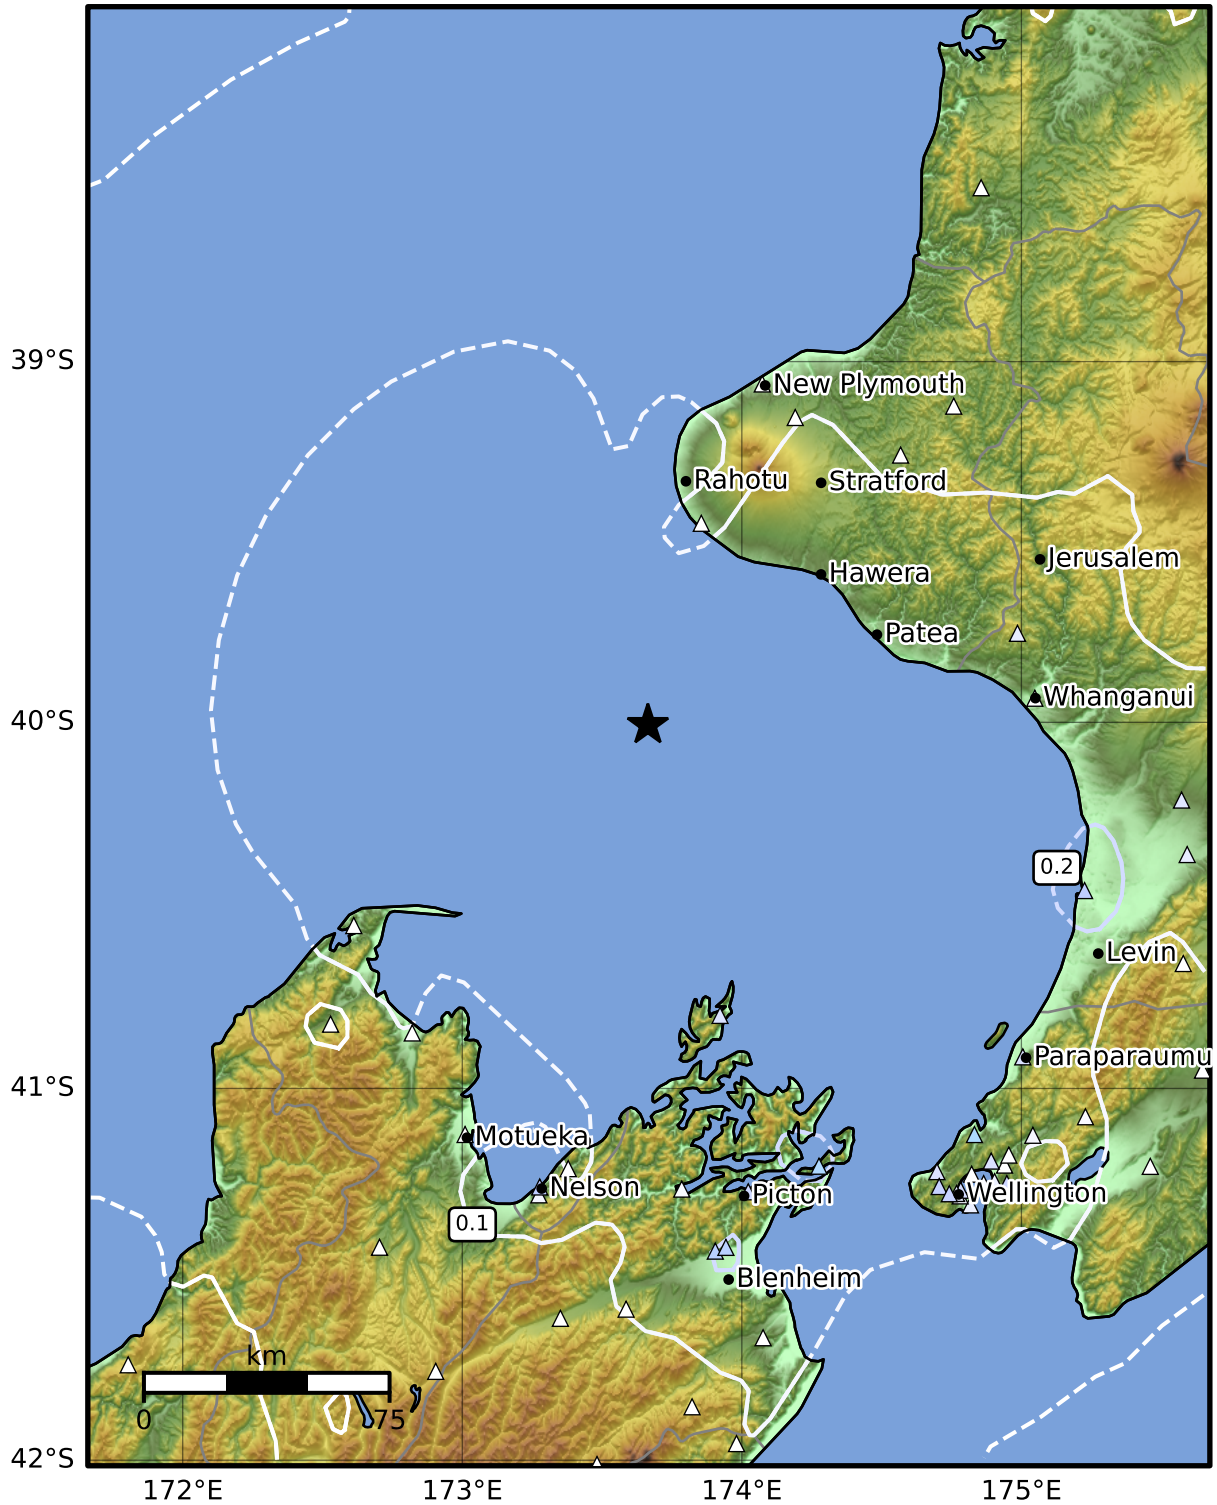 39°S
New Plymouth
Rahotu
Stratford
Jerusalem
Hawera
Patea
Whanganui
40°S
0.2
Levin
Paraparaumu
41°S
Motueka
Nelson
Picton
Wellington
0.1
Blenheim
km
0
75
42°S
172°E
173°E
174°E
175°E